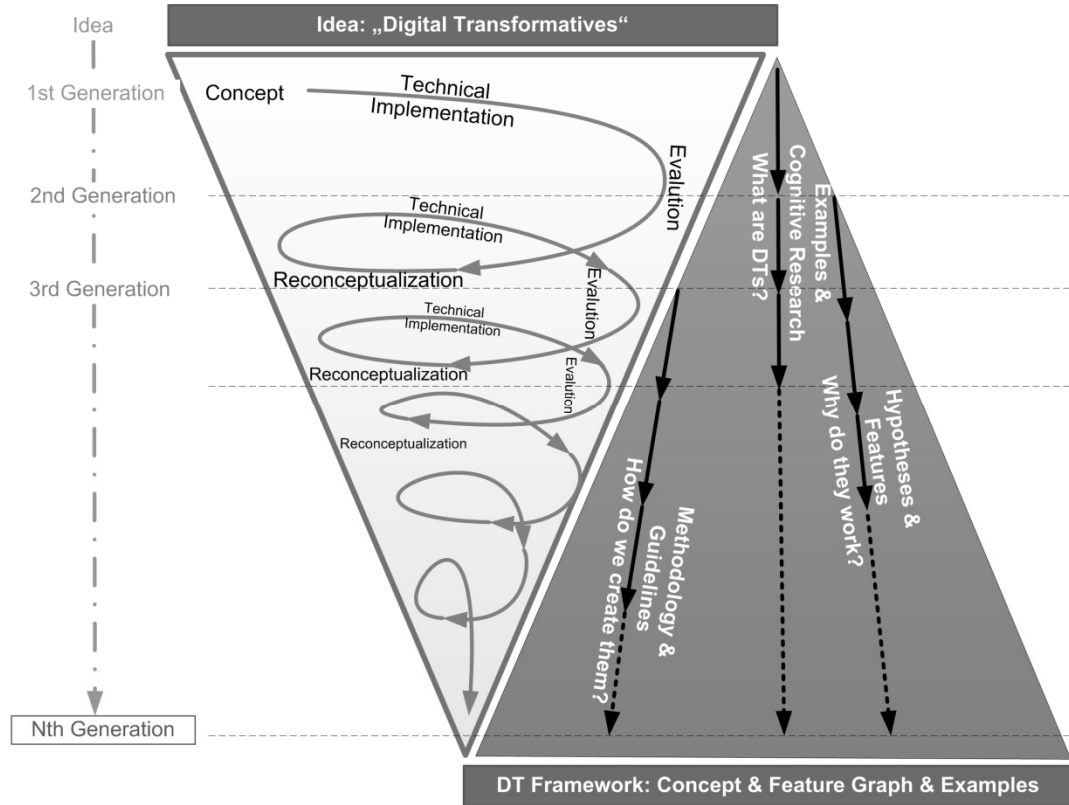 Idea
Idea: „Digital Transformatives“
1st Generation
Concept
Technical
Implementation
Evalution
2nd Generation
Technical
Implementation
Evalution
Reconceptualization
3rd Generation
Technical
Implementation
Evalution
Reconceptualization
Reconceptualization
Examples &
Cognitive Research
What are DTs?
Hypotheses &
Features
Why do they work?
Methodology &
Guidelines
How do we create them?
Nth Generation
DT Framework: Concept & Feature Graph & Examples